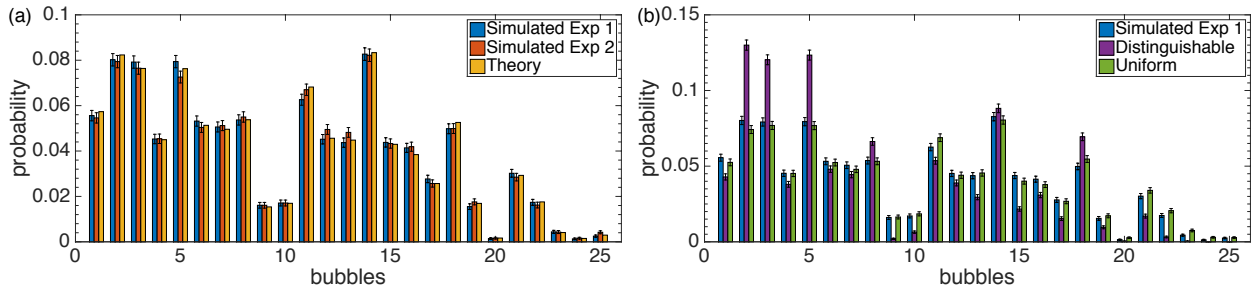 (a)
0.1
0.08
0.06
0.04
0.02
0
probability
0 5 10 15 20 25
bubbles
Simulated Exp 1
Simulated Exp 2
Theory
(b)
0.15
0.1
0.05
0
probability
0 5 10 15 20 25
bubbles
Simulated Exp 1
Distinguishable
Uniform